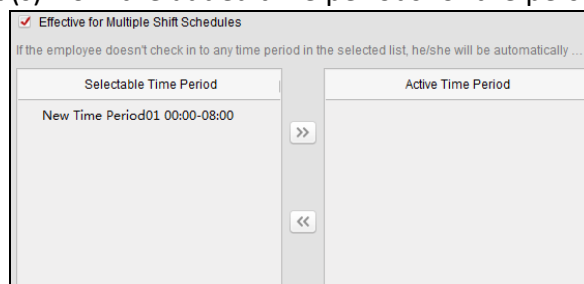 Effective for Multiple Shift Schedules
If the employee doesn't check in to any time period in the selected list, he/she will be automatically ...
Selectable Time Period
Active Time Period
New Time Period01 00:00-08:00
>>
<<